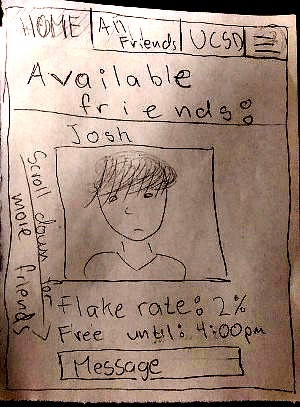 HOME
All
Friends
UCSD
Available
friends:
Josh
Scroll down for
more friends
Flake rate: 2%
Free until: 4:00pm
Message